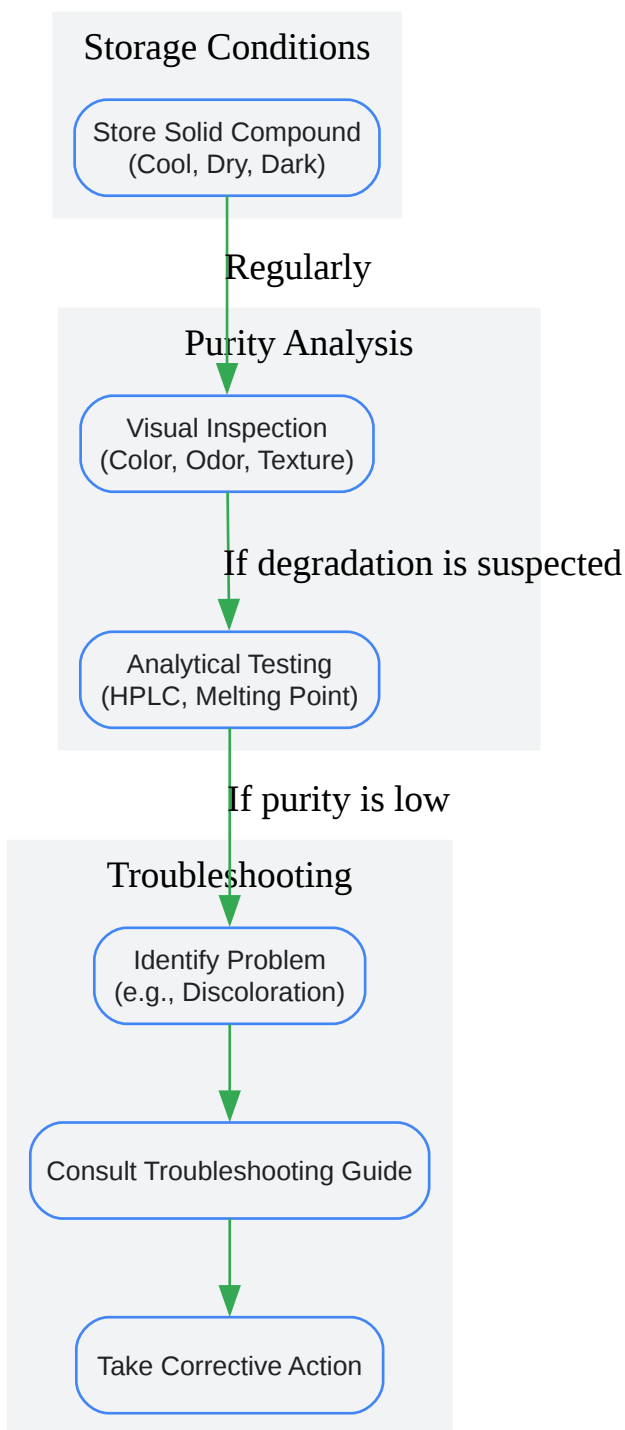 Storage Conditions
Store Solid Compound
(Cool, Dry, Dark)
Regularly
Purity Analysis
Visual Inspection
(Color, Odor, Texture)
If degradation is suspected
Analytical Testing
(HPLC, Melting Point)
If purity is low
Troubleshooting
Identify Problem
(e.g., Discoloration)
Consult Troubleshooting Guide
Take Corrective Action